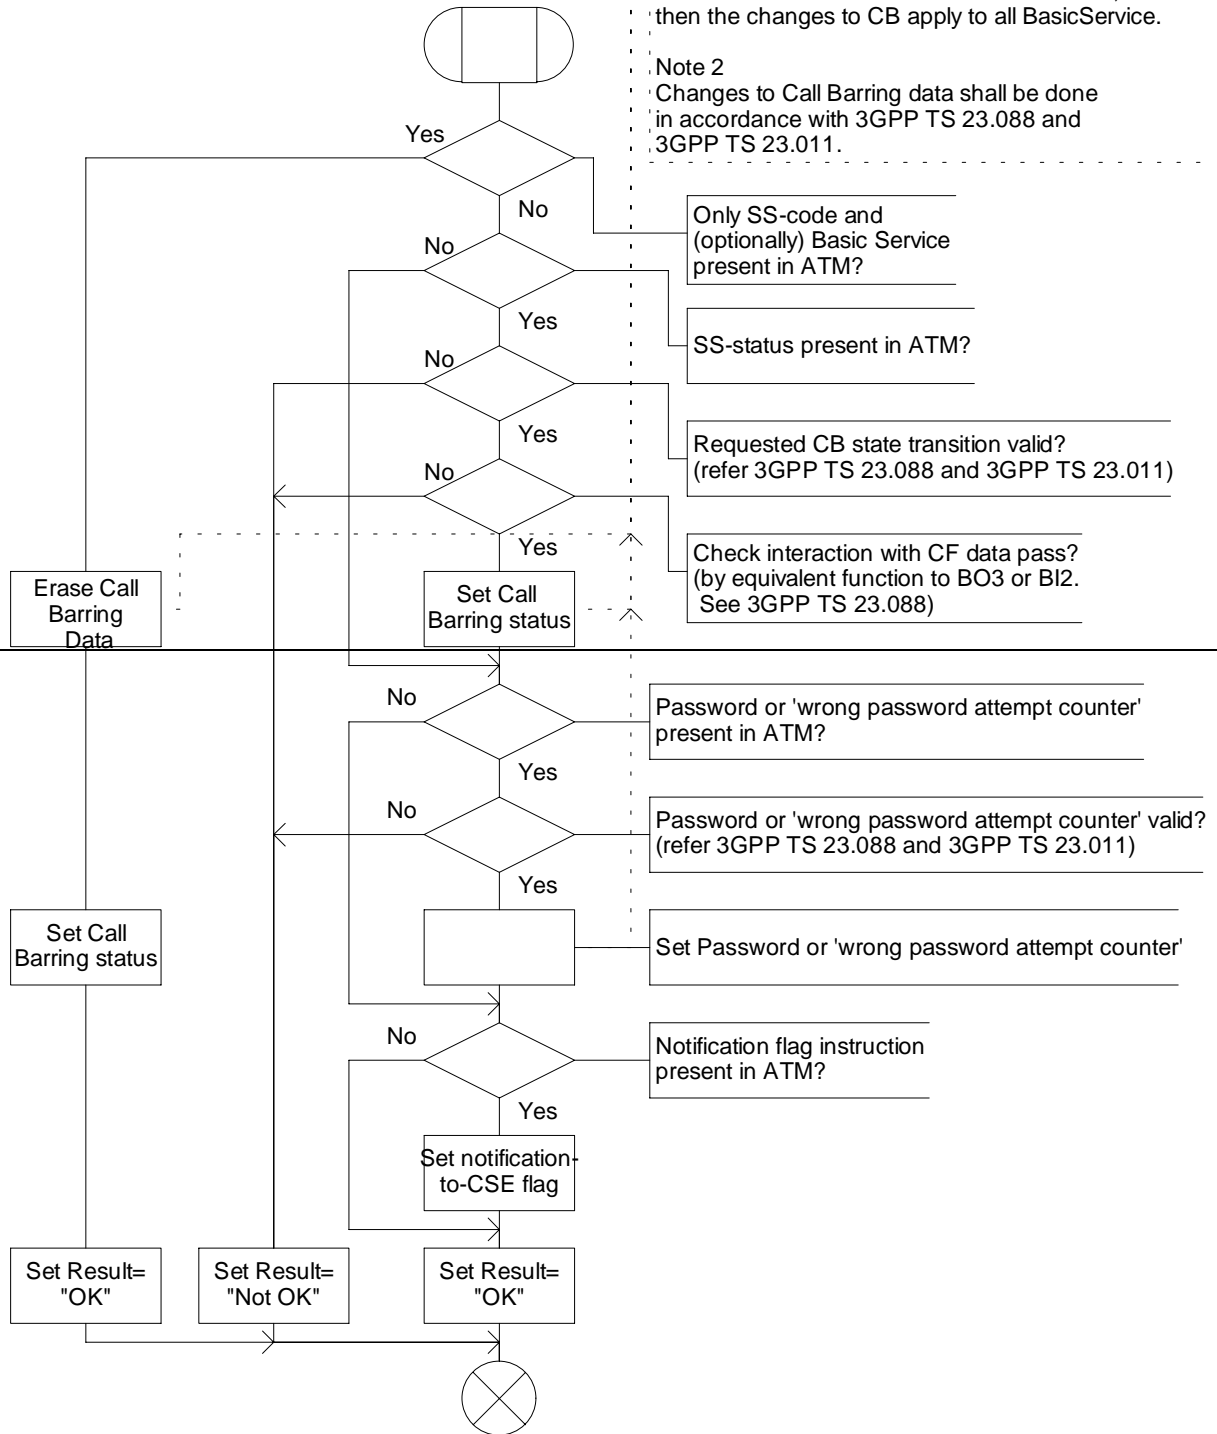 then the changes to CB apply to all BasicService.
Note 2
Changes to Call Barring data shall be done
in accordance with 3GPP TS 23.088 and
3GPP TS 23.011.
Yes
No
Only SS-code and
(optionally) Basic Service
present in ATM?
No
Yes
SS-status present in ATM?
No
Yes
Requested CB state transition valid?
(refer 3GPP TS 23.088 and 3GPP TS 23.011)
No
Yes
Check interaction with CF data pass?
(by equivalent function to BO3 or BI2.
See 3GPP TS 23.088)
Erase Call
Barring
Data
Set Call
Barring status
No
Password or 'wrong password attempt counter'
present in ATM?
Yes
No
Password or 'wrong password attempt counter' valid?
(refer 3GPP TS 23.088 and 3GPP TS 23.011)
Yes
Set Call
Barring status
Set Password or 'wrong password attempt counter'
No
Notification flag instruction
present in ATM?
Yes
Set notification-
to-CSE flag
Set Result=
"OK"
Set Result=
"Not OK"
Set Result=
"OK"